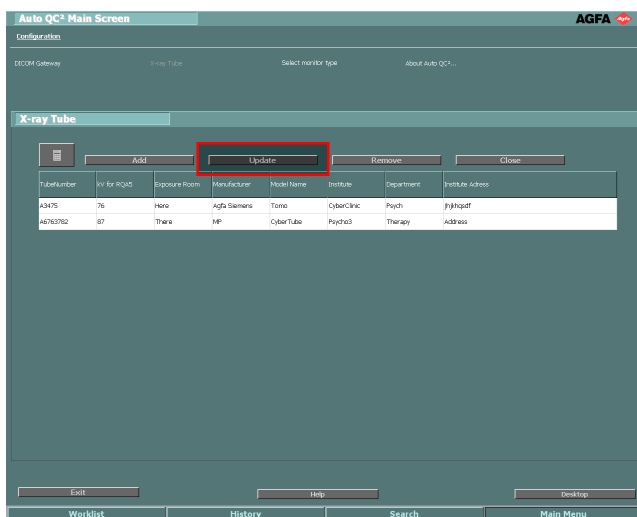 Auto QC² Main Screen
AGFA
Configuration
DICOM Gateway X-ray Tube Select monitor type About Auto QC²...
X-ray Tube
Add Update Remove Close
TubeNumber kV for RQA5 Exposure Room Manufacturer Model Name Institute Department Institute Adress
A3475 76 Here Agfa Siemens Tomo CyberClinic Psych jhjkhqsdf
A6763782 87 There MP CyberTube Psycho3 Therapy Address
Exit Help Desktop
Worklist History Search Main Menu